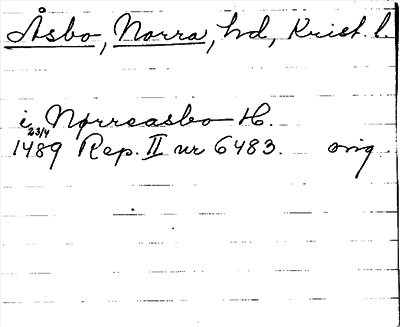 Åsbo, Norra, hd, Krist. l.
i Nørreasbo H.
23/4
1489 Rep. II nr 6483. orig